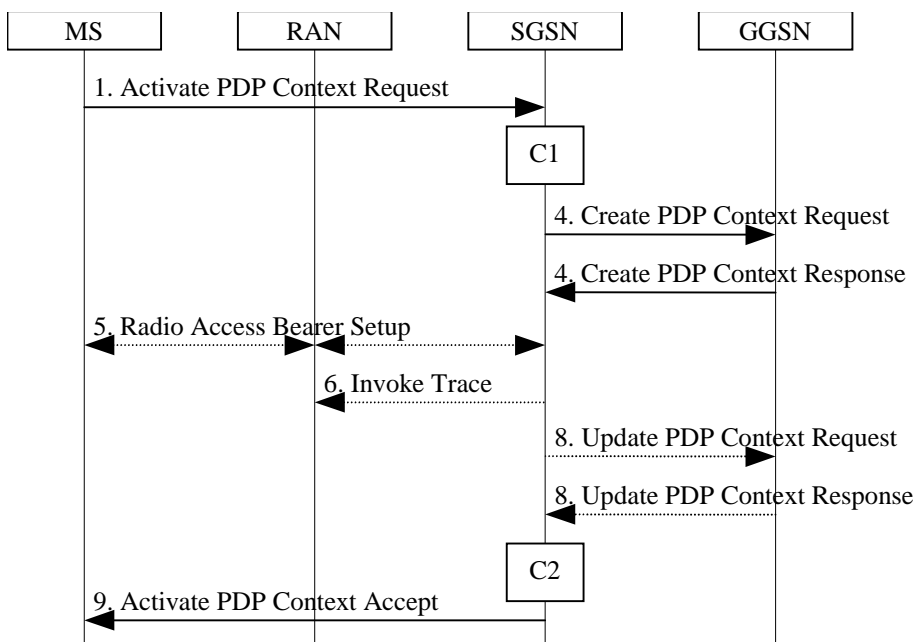 MS
RAN
SGSN
GGSN
1. Activate PDP Context Request
C1
4. Create PDP Context Request
4. Create PDP Context Response
5. Radio Access Bearer Setup
6. Invoke Trace
8. Update PDP Context Request
8. Update PDP Context Response
C2
9. Activate PDP Context Accept